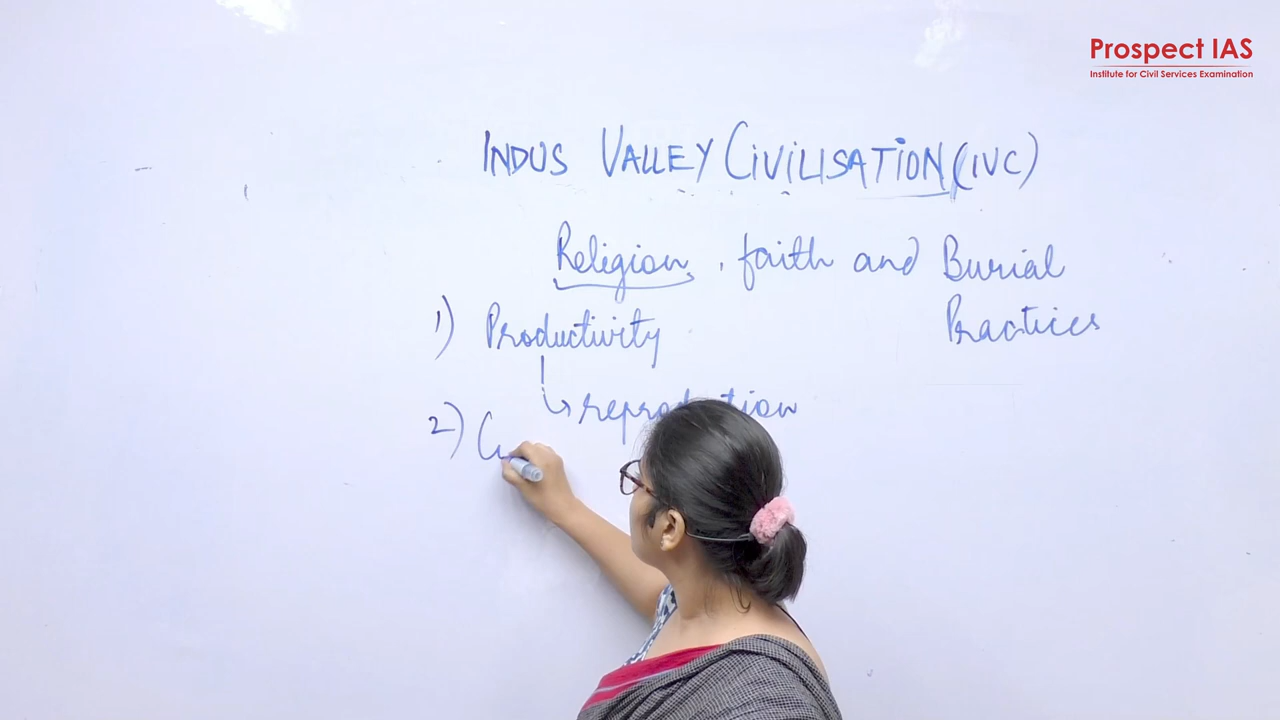 Prospect IAS
Institute for Civil Services Examination
INDUS VALLEY CIVILISATION (IVC)
Religion, faith and Burial
Practices
1) Productivity
↳ reproduction
2)